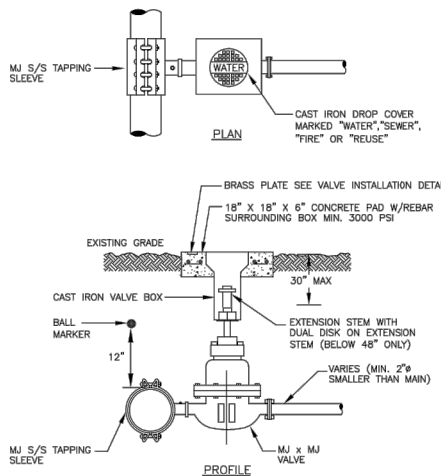 MJ S/S TAPPING
SLEEVE
WATER
CAST IRON DROP COVER
MARKED "WATER","SEWER",
"FIRE" OR "REUSE"
PLAN
BRASS PLATE SEE VALVE INSTALLATION DETA
18" X 18" X 6" CONCRETE PAD W/REBAR
SURROUNDING BOX MIN. 3000 PSI
EXISTING GRADE
30" MAX
CAST IRON VALVE BOX
BALL
MARKER
EXTENSION STEM WITH
DUAL DISK ON EXTENSION
STEM (BELOW 48" ONLY)
12"
VARIES (MIN. 2"ø
SMALLER THAN MAIN)
MJ S/S TAPPING
SLEEVE
MJ x MJ
VALVE
PROFILE